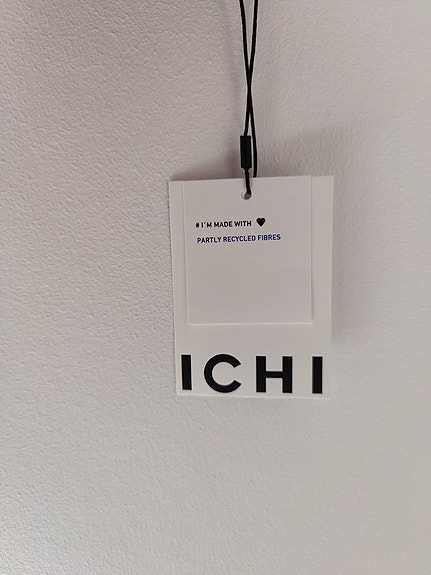 # I'M MADE WITH ♥
PARTLY RECYCLED FIBRES
ICHI